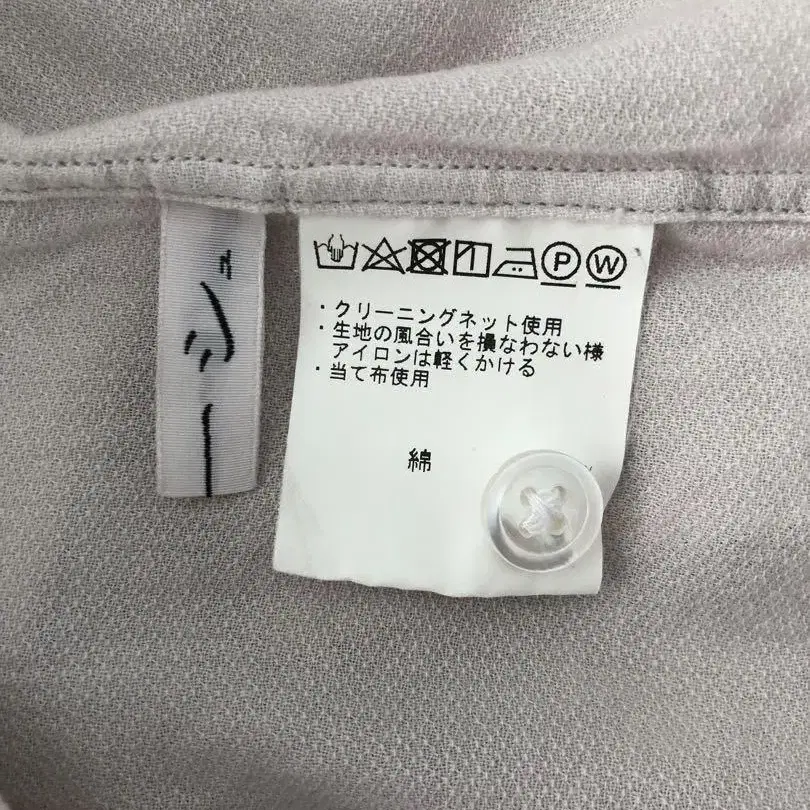 P W
・クリーニングネット使用
・生地の風合いを損なわない様
アイロンは軽くかける
・当て布使用
綿